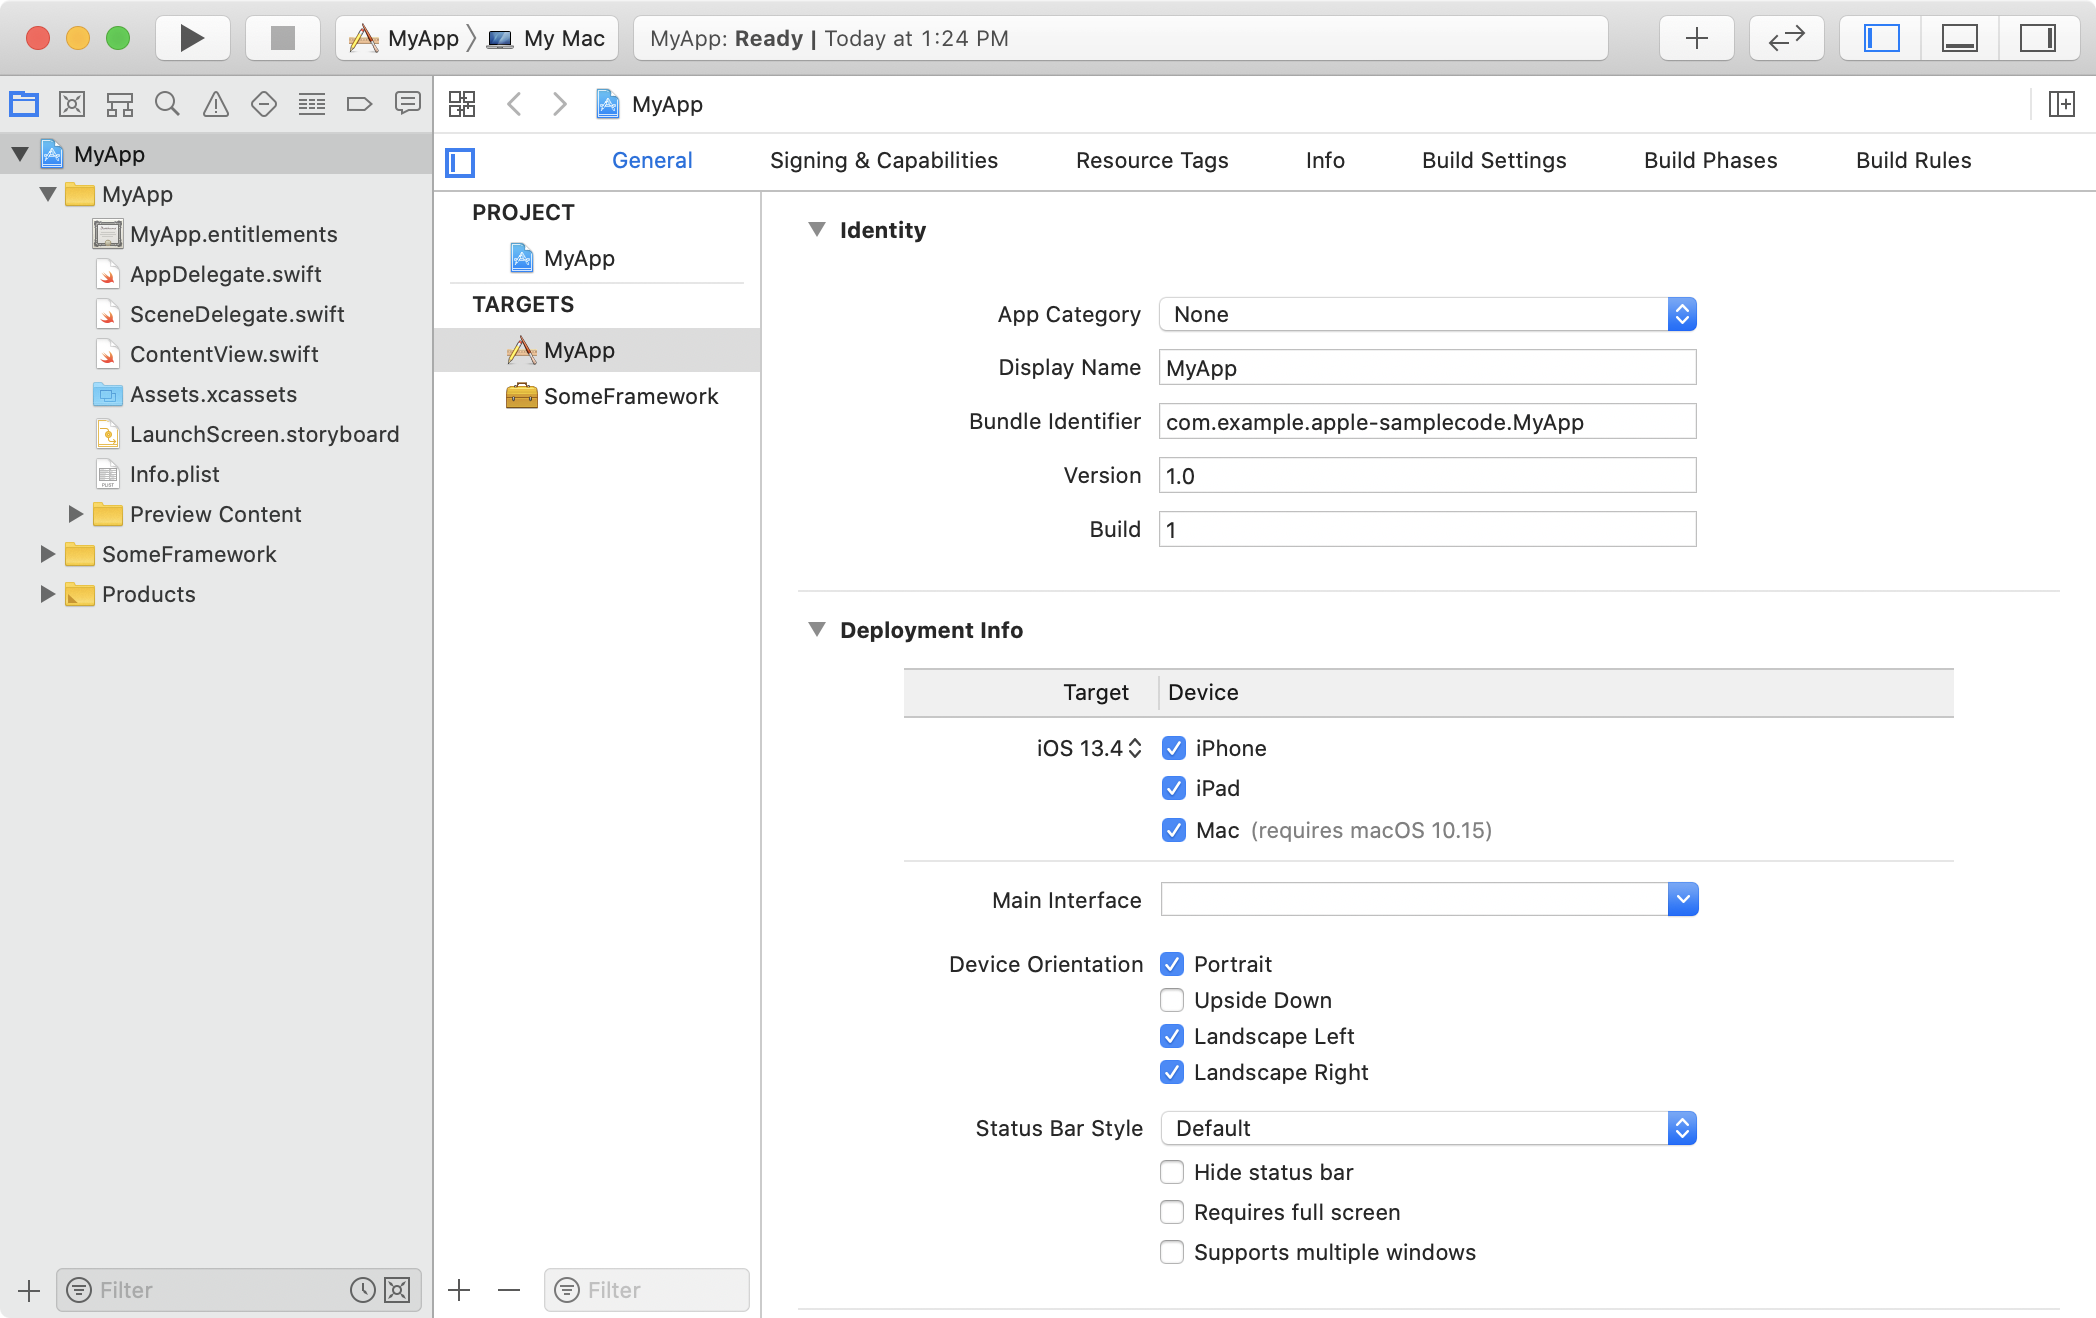 MyApp My Mac
MyApp: Ready | Today at 1:24 PM
MyApp
MyApp
MyApp.entitlements
AppDelegate.swift
SceneDelegate.swift
ContentView.swift
Assets.xcassets
LaunchScreen.storyboard
PLIST Info.plist
Preview Content
SomeFramework
Products
Filter
MyApp
General Signing & Capabilities Resource Tags Info Build Settings Build Phases Build Rules
PROJECT
MyApp
TARGETS
MyApp
SomeFramework
Filter
Identity
App Category None
Display Name MyApp
Bundle Identifier com.example.apple-samplecode.MyApp
Version 1.0
Build 1
Deployment Info
Target Device
iOS 13.4 iPhone
iPad
Mac (requires macOS 10.15)
Main Interface
Device Orientation Portrait
Upside Down
Landscape Left
Landscape Right
Status Bar Style Default
Hide status bar
Requires full screen
Supports multiple windows